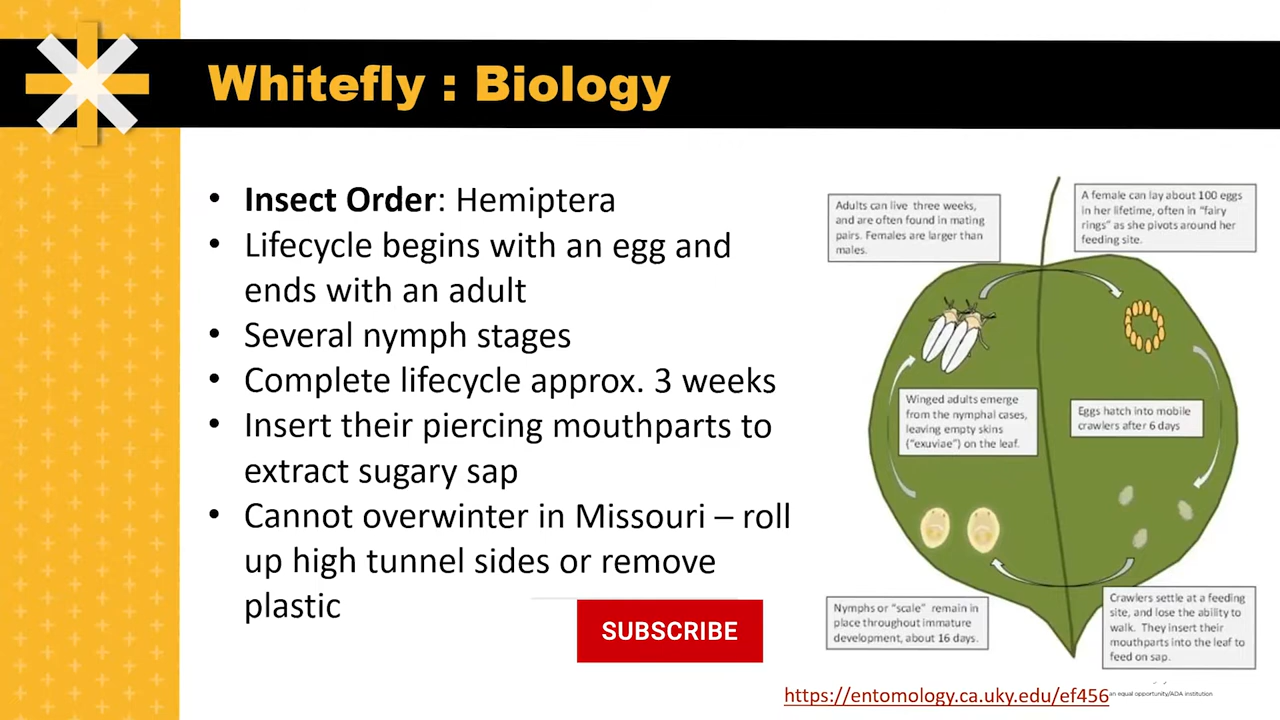 Whitefly : Biology
• Insect Order: Hemiptera
• Lifecycle begins with an egg and
ends with an adult
• Several nymph stages
• Complete lifecycle approx. 3 weeks
• Insert their piercing mouthparts to
extract sugary sap
• Cannot overwinter in Missouri – roll
up high tunnel sides or remove
plastic
SUBSCRIBE
Adults can live three weeks,
and are often found in mating
pairs. Females are larger than
males.
A female can lay about 100 eggs
in her lifetime, often in "fairy
rings" as she pivots around her
feeding site.
Winged adults emerge
from the nymphal cases,
leaving empty skins
("exuviae") on the leaf.
Eggs hatch into mobile
crawlers after 6 days
Nymphs or "scale" remain in
place throughout immature
development, about 16 days.
Crawlers settle at a feeding
site, and lose the ability to
walk. They insert their
mouthparts into the leaf to
feed on sap.
https://entomology.ca.uky.edu/ef456
an equal opportunity/ADA institution